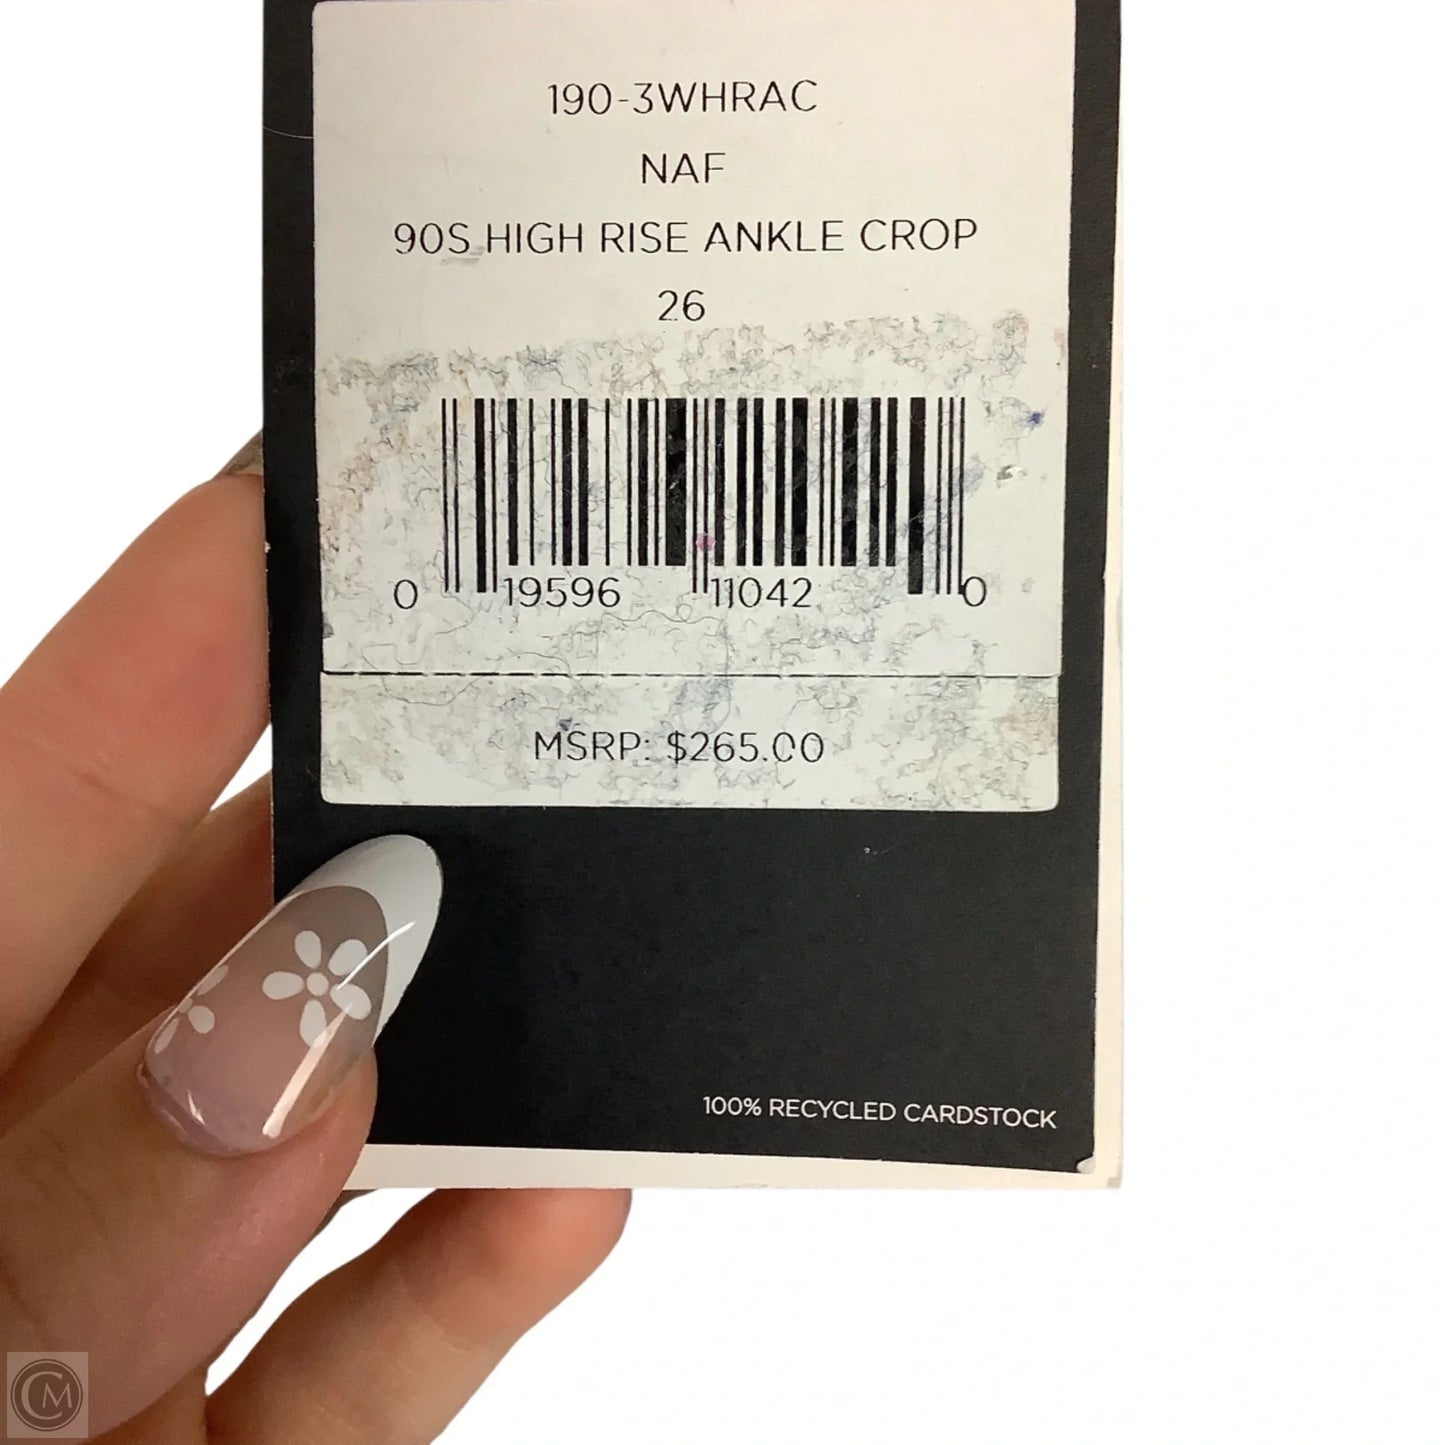 190-3WHRAC
NAF
90S HIGH RISE ANKLE CROP
26
0 19596 11042 0
MSRP: $265.00
100% RECYCLED CARDSTOCK
CM